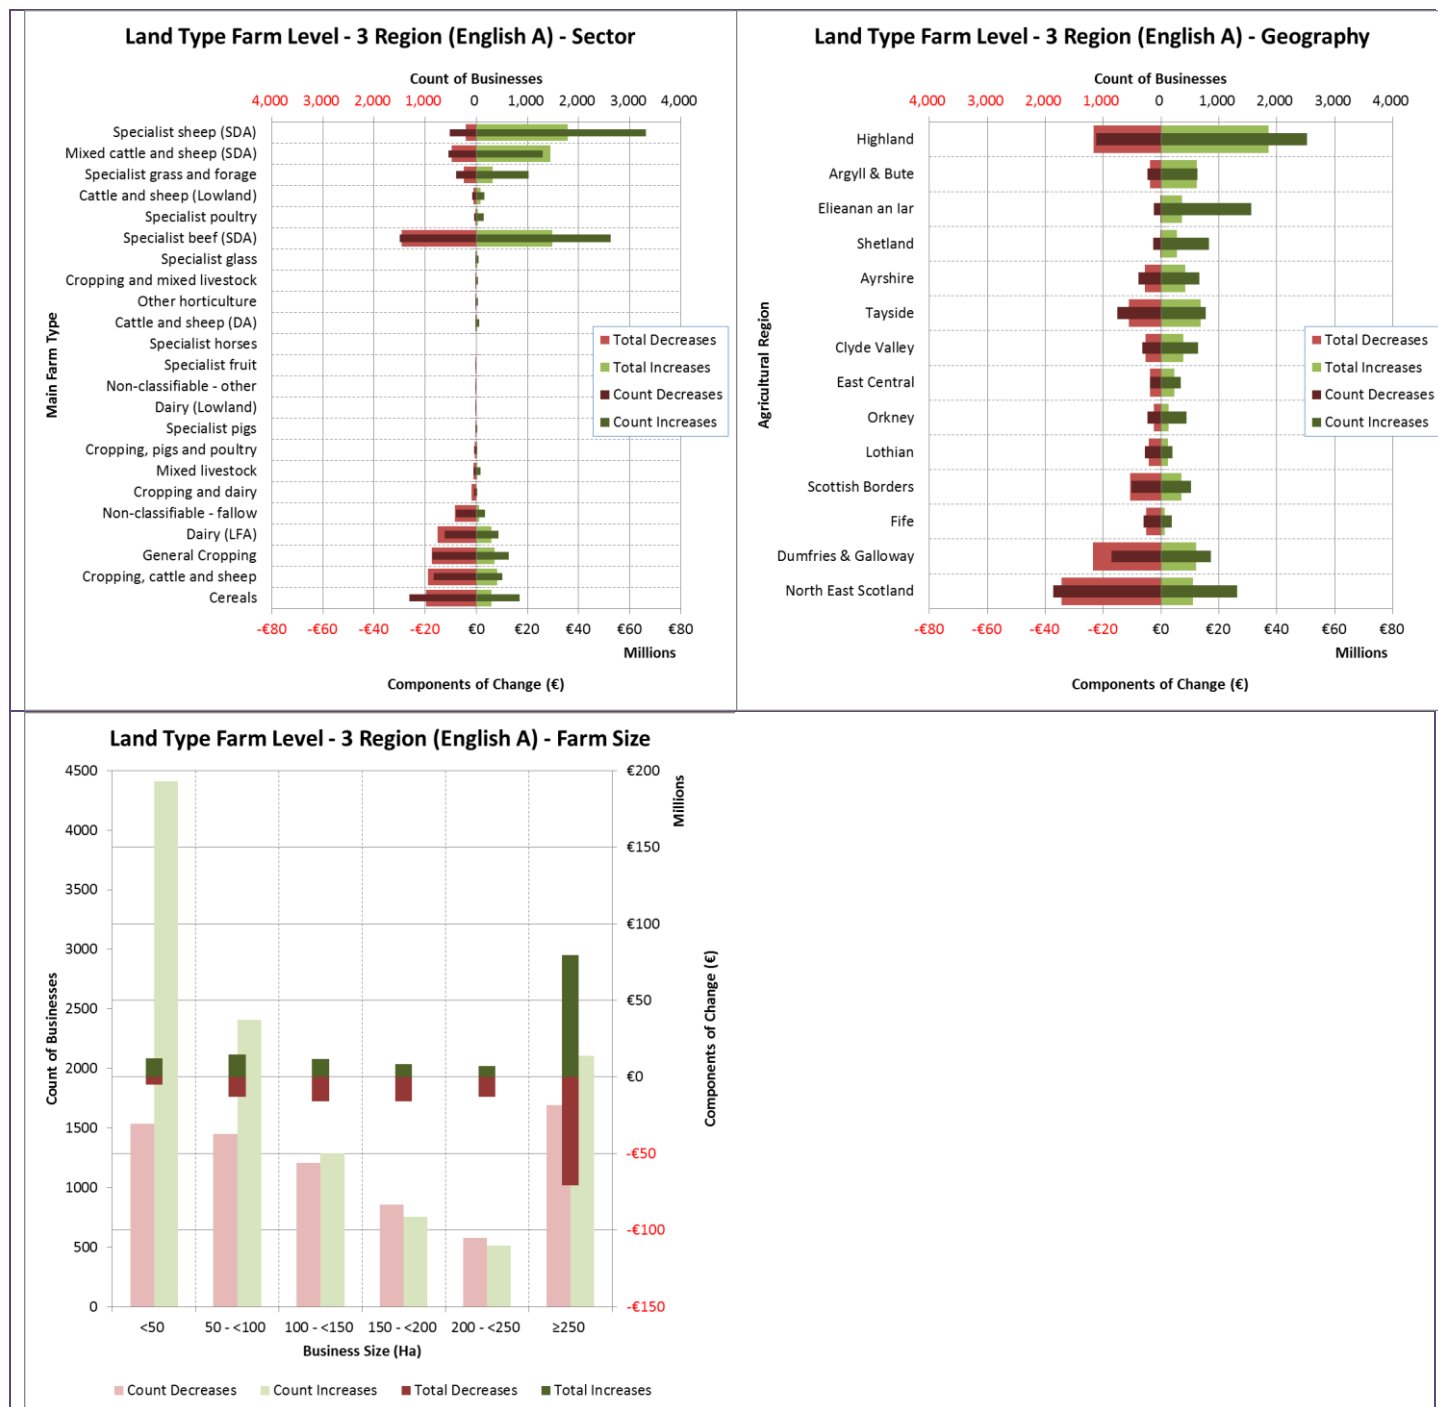 Land Type Farm Level - 3 Region (English A) - Sector
Count of Businesses
4,000 3,000 2,000 1,000 0 1,000 2,000 3,000 4,000
Main Farm Type
Specialist sheep (SDA)
Mixed cattle and sheep (SDA)
Specialist grass and forage
Cattle and sheep (Lowland)
Specialist poultry
Specialist beef (SDA)
Specialist glass
Cropping and mixed livestock
Other horticulture
Cattle and sheep (DA)
Specialist horses
Specialist fruit
Non-classifiable - other
Dairy (Lowland)
Specialist pigs
Cropping, pigs and poultry
Mixed livestock
Cropping and dairy
Non-classifiable - fallow
Dairy (LFA)
General Cropping
Cropping, cattle and sheep
Cereals
Total Decreases
Total Increases
Count Decreases
Count Increases
-€80 -€60 -€40 -€20 €0 €20 €40 €60 €80
Millions
Components of Change (€)
Land Type Farm Level - 3 Region (English A) - Geography
Count of Businesses
4,000 3,000 2,000 1,000 0 1,000 2,000 3,000 4,000
Agricultural Region
Highland
Argyll & Bute
Elieanan an Iar
Shetland
Ayrshire
Tayside
Clyde Valley
East Central
Orkney
Lothian
Scottish Borders
Fife
Dumfries & Galloway
North East Scotland
Total Decreases
Total Increases
Count Decreases
Count Increases
-€80 -€60 -€40 -€20 €0 €20 €40 €60 €80
Millions
Components of Change (€)
Land Type Farm Level - 3 Region (English A) - Farm Size
Count of Businesses
4500
4000
3500
3000
2500
2000
1500
1000
500
0
€200
€150
€100
€50
€0
-€50
-€100
-€150
Millions
Components of Change (€)
<50 50 - <100 100 - <150 150 - <200 200 - <250 ≥250
Business Size (Ha)
Count Decreases Count Increases Total Decreases Total Increases